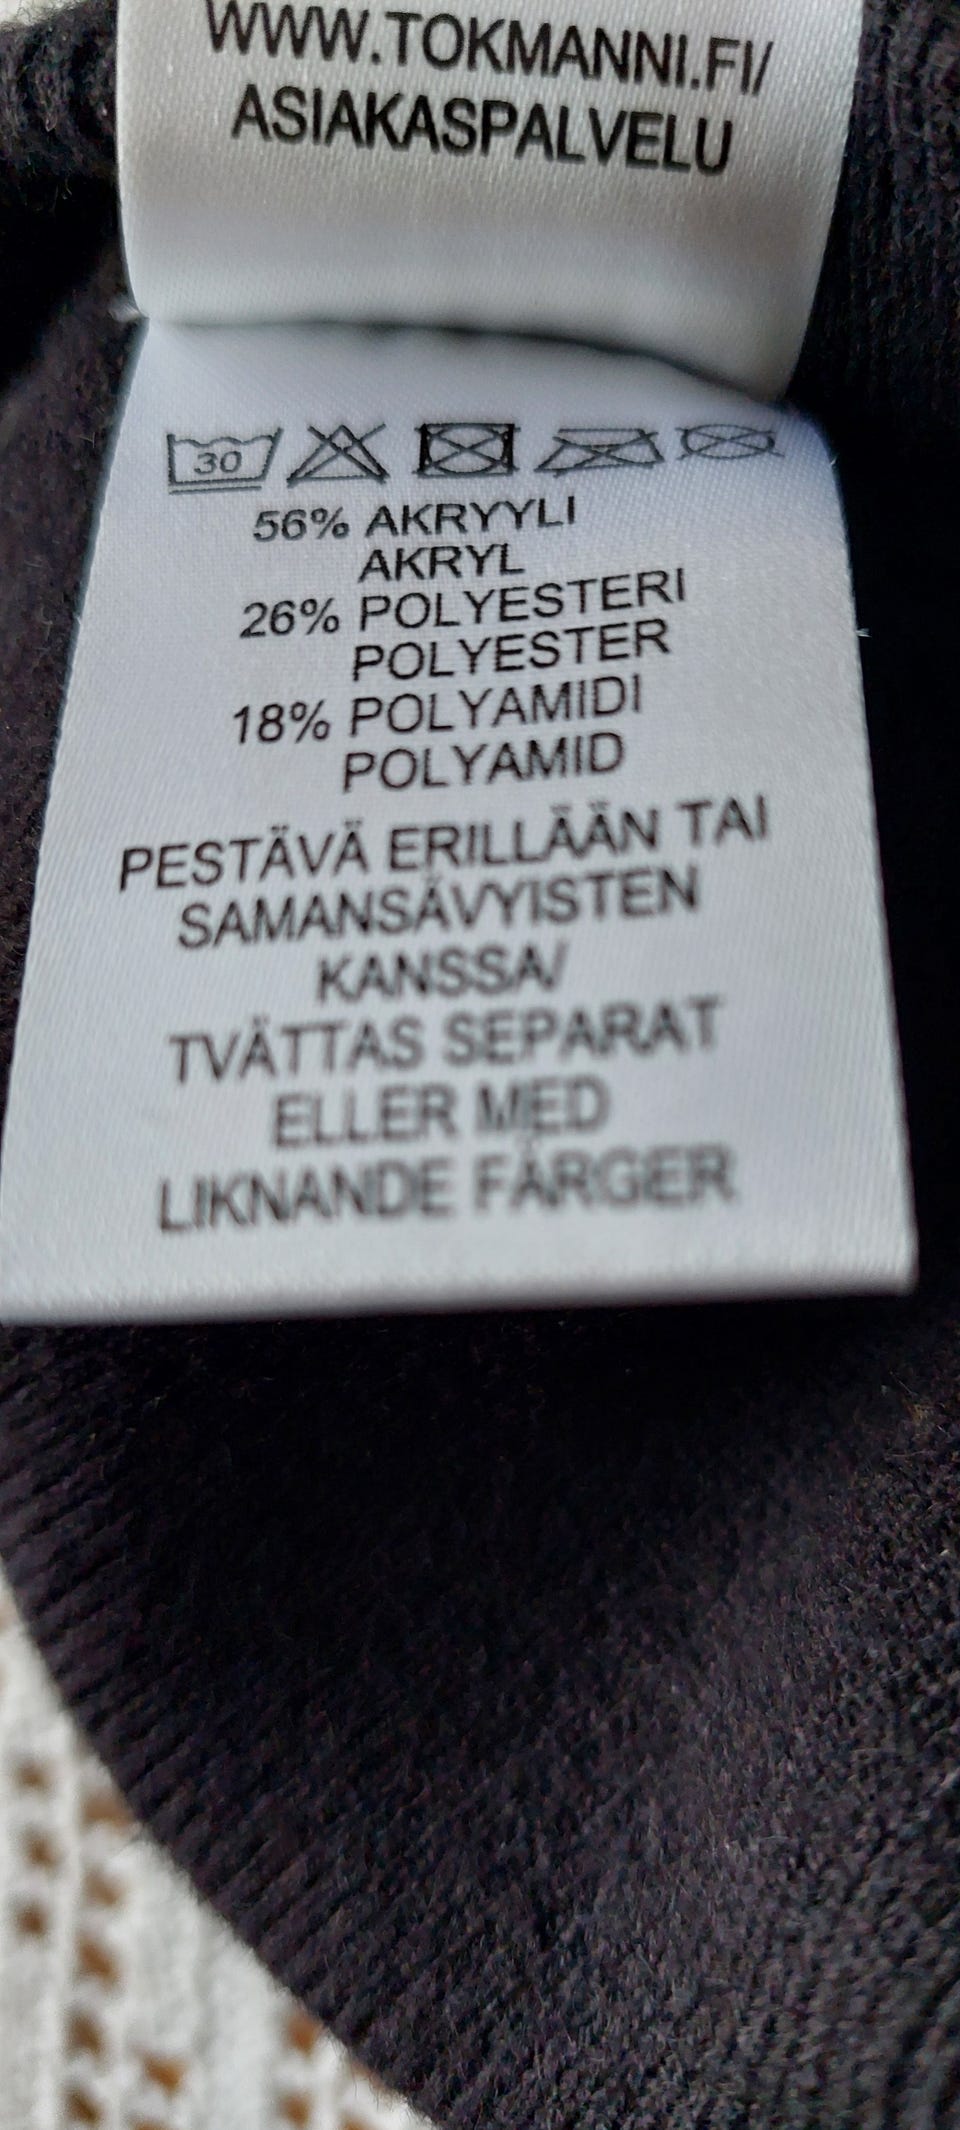 WWW.TOKMANNI.FI/
ASIAKASPALVELU
30
56% AKRYYLI
AKRYL
26% POLYESTERI
POLYESTER
18% POLYAMIDI
POLYAMID
PESTÄVÄ ERILLÄÄN TAI
SAMANSÄVYISTEN
KANSSA/
TVÄTTAS SEPARAT
ELLER MED
LIKNANDE FÄRGER